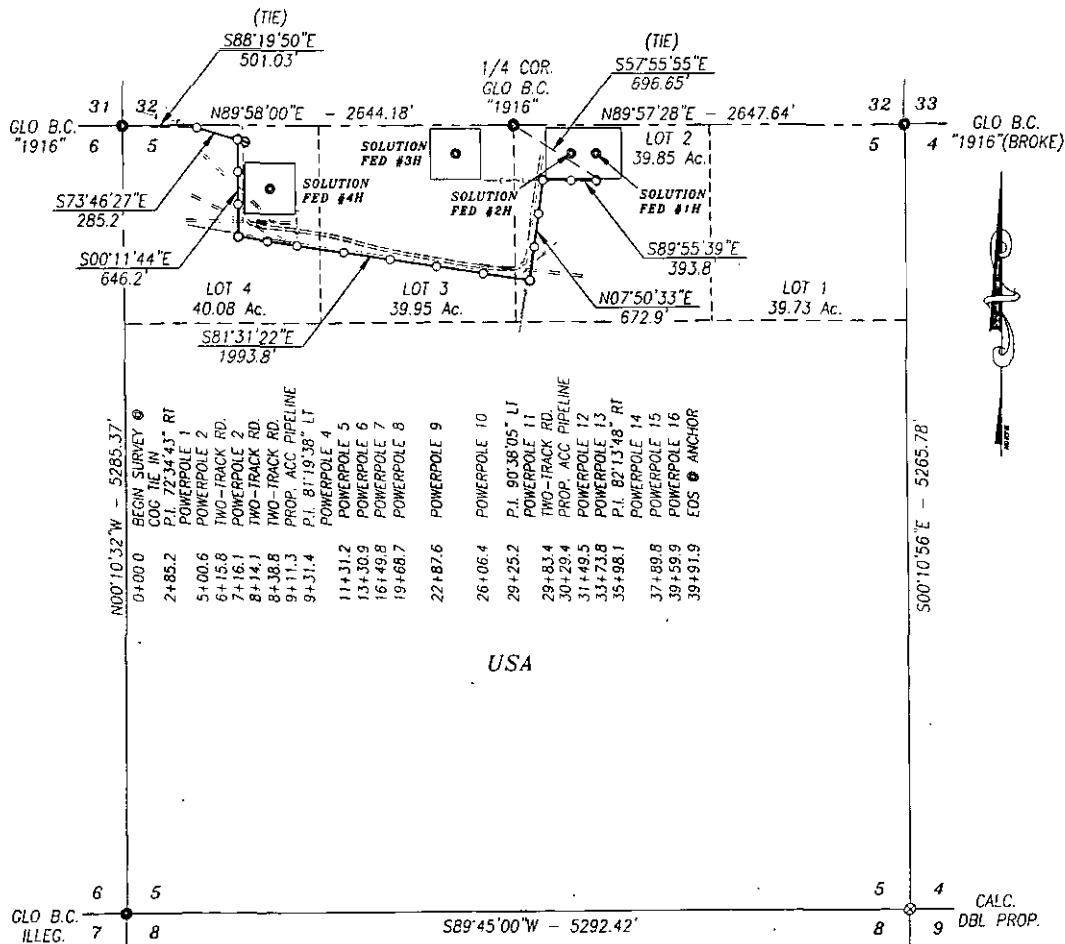 (TIE)
S88°19'50"E
501.03'
(TIE)
S57°55'55"E
696.65'
1/4 COR.
GLO B.C.
"1916"
31 32
N89°58'00"E - 2644.18'
N89°57'28"E - 2647.64'
32 33
GLO B.C.
"1916"
6 5
5 4
GLO B.C.
"1916"(BROKE)
SOLUTION
FED #3H
LOT 2
39.85 Ac.
SOLUTION
FED #4H
SOLUTION
FED #2H
SOLUTION
FED #1H
S73°46'27"E
285.2'
S00°11'44"E
646.2'
S89°55'39"E
393.8'
N07°50'33"E
672.9'
LOT 4
40.08 Ac.
LOT 3
39.95 Ac.
LOT 1
39.73 Ac.
S81°31'22"E
1993.8'
NORTH
N00°10'32"W - 5285.37'
0+00.0 BEGIN SURVEY @
COG TIE IN
2+85.2 P.I. 72°34'43" RT
POWERPOLE 1
5+00.6 POWERPOLE 2
6+15.8 TWO-TRACK RD.
7+16.1 POWERPOLE 2
8+14.1 TWO-TRACK RD.
8+38.8 TWO-TRACK RD.
9+11.3 PROP. ACC PIPELINE
9+31.4 P.I. 81°19'38" LT
POWERPOLE 4
11+31.2 POWERPOLE 5
13+30.9 POWERPOLE 6
16+49.8 POWERPOLE 7
19+68.7 POWERPOLE 8
22+87.6 POWERPOLE 9
26+06.4 POWERPOLE 10
29+25.2 P.I. 90°38'05" LT
POWERPOLE 11
29+83.4 TWO-TRACK RD.
30+29.4 PROP. ACC PIPELINE
31+49.5 POWERPOLE 12
33+73.8 POWERPOLE 13
35+98.1 P.I. 82°13'48" RT
POWERPOLE 14
37+89.8 POWERPOLE 15
39+59.9 POWERPOLE 16
39+91.9 EOS @ ANCHOR
S00°10'56"E - 5265.78'
USA
6 5
5 4
GLO B.C.
ILLEG.
7 8
S89°45'00"W - 5292.42'
8 9
CALC.
DBL PROP.